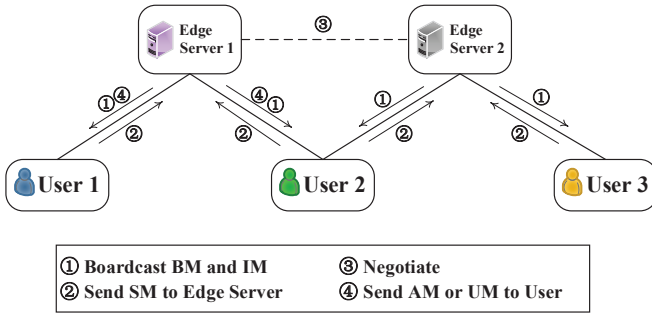 Edge
Server 1
③
Edge
Server 2
①④
②
④①
②
①
②
①
②
User 1
User 2
User 3
① Boardcast BM and IM
③ Negotiate
② Send SM to Edge Server
④ Send AM or UM to User